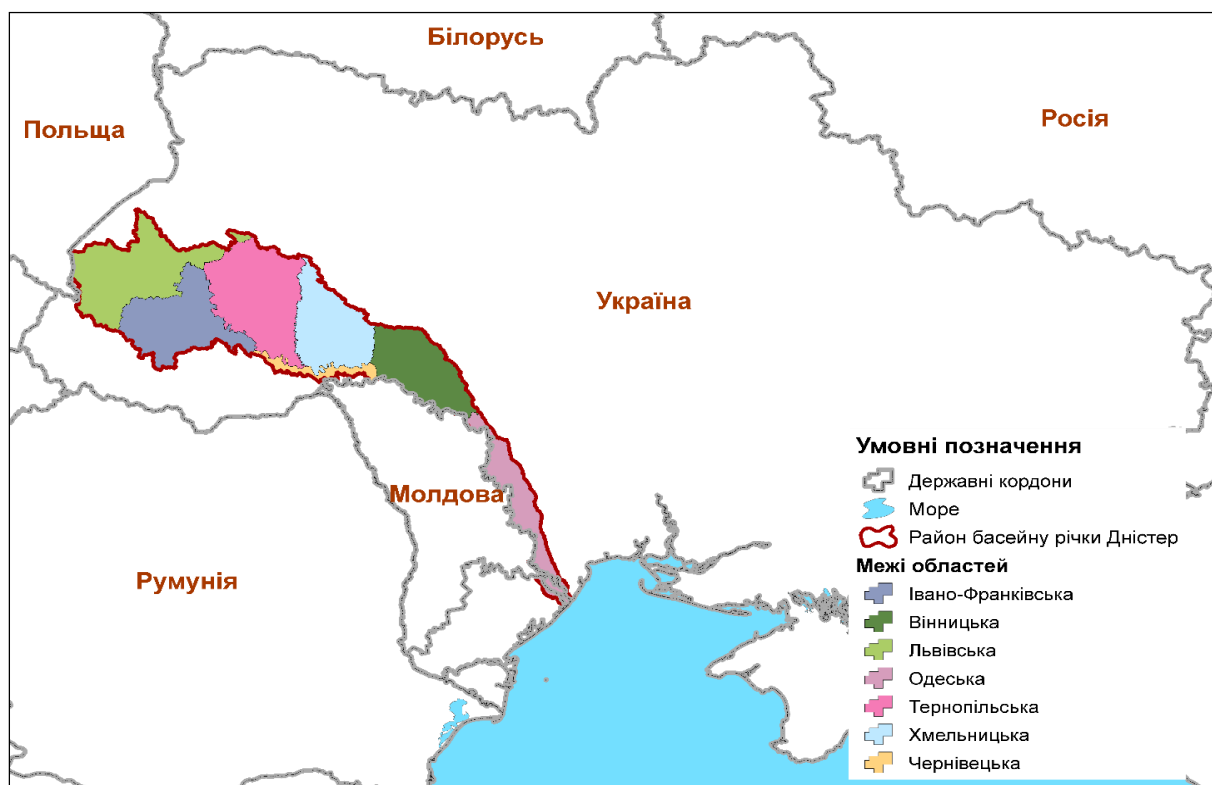 Білорусь
Польща
Росія
Україна
Молдова
Румунія
Умовні позначення
Державні кордони
Море
Район басейну річки Дністер
Межі областей
Івано-Франківська
Вінницька
Львівська
Одеська
Тернопільська
Хмельницька
Чернівецька